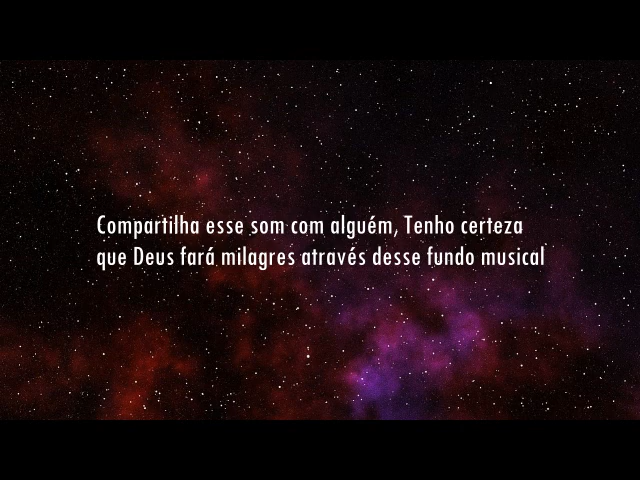 Compartilha esse som com alguém, Tenho certeza
que Deus fará milagres através desse fundo musical